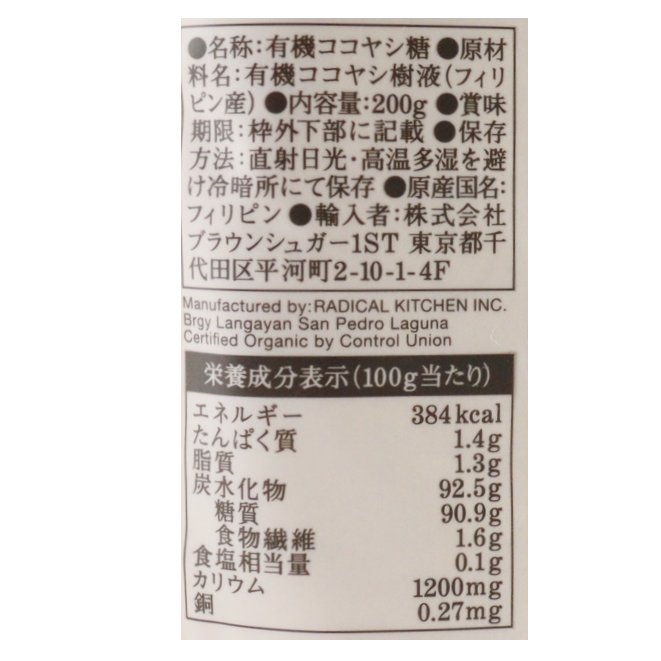 ●名称:有機ココヤシ糖 ●原材
料名:有機ココヤシ樹液(フィリ
ピン産) ●内容量:200g ●賞味
期限:枠外下部に記載 ●保存
方法:直射日光・高温多湿を避
け冷暗所にて保存 ●原産国名:
フィリピン ●輸入者:株式会社
ブラウンシュガー1ST 東京都千
代田区平河町2-10-1-4F
Manufactured by:RADICAL KITCHEN INC.
Brgy Langayan San Pedro Laguna
Certified Organic by Control Union
栄養成分表示(100g当たり)
エネルギー 384kcal
たんぱく質 1.4g
脂質 1.3g
炭水化物 92.5g
糖質 90.9g
食物繊維 1.6g
食塩相当量 0.1g
カリウム 1200mg
銅 0.27mg